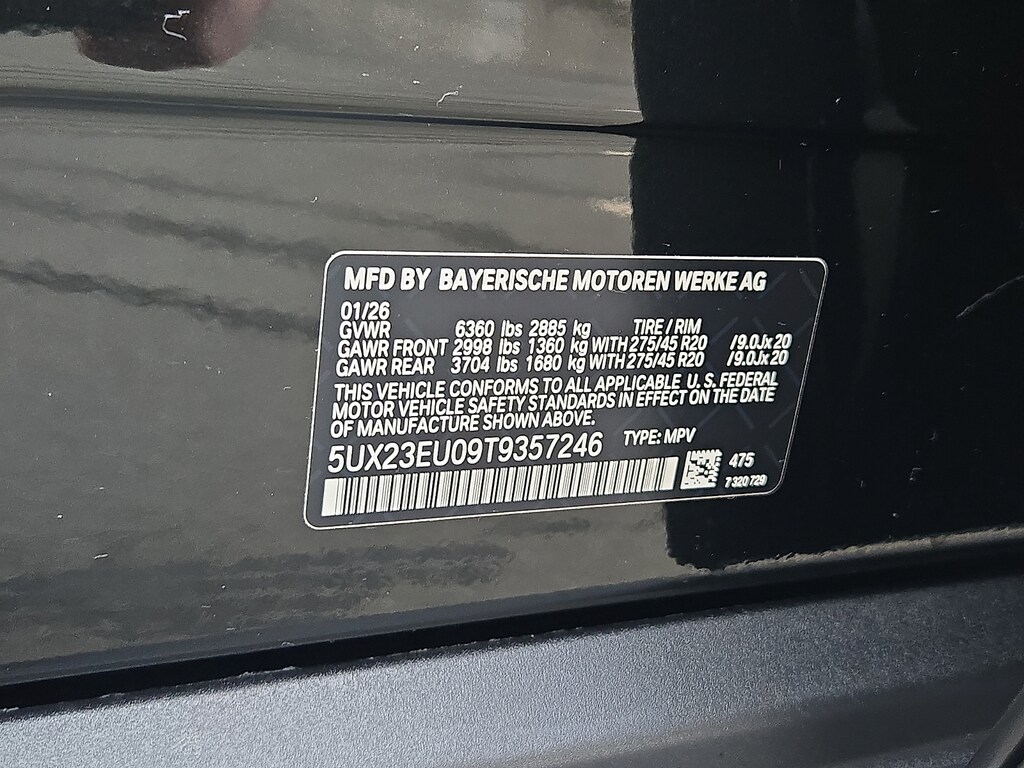 MFD BY BAYERISCHE MOTOREN WERKE AG
01/26
GVWR 6360 lbs 2885 kg TIRE / RIM
GAWR FRONT 2998 lbs 1360 kg WITH 275/45 R20 /9.0Jx20
GAWR REAR 3704 lbs 1680 kg WITH 275/45 R20 /9.0Jx20
THIS VEHICLE CONFORMS TO ALL APPLICABLE U.S. FEDERAL
MOTOR VEHICLE SAFETY STANDARDS IN EFFECT ON THE DATE
OF MANUFACTURE SHOWN ABOVE.
5UX23EU09T9357246 TYPE: MPV
475
7 320 729